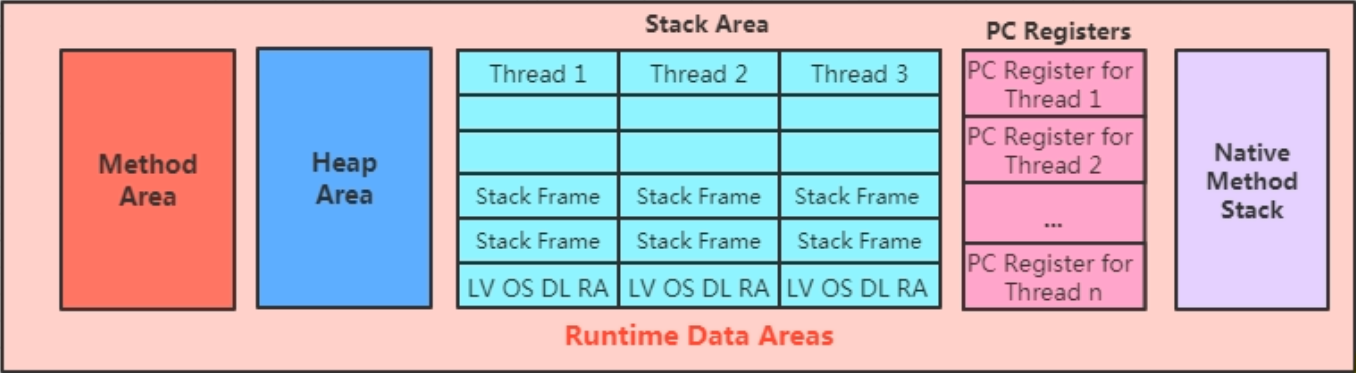 Method
Area
Heap
Area
Stack Area
Thread 1 Thread 2 Thread 3
Stack Frame Stack Frame Stack Frame
Stack Frame Stack Frame Stack Frame
LV OS DL RA LV OS DL RA LV OS DL RA
PC Registers
PC Register for
Thread 1
PC Register for
Thread 2
...
PC Register for
Thread n
Native
Method
Stack
Runtime Data Areas